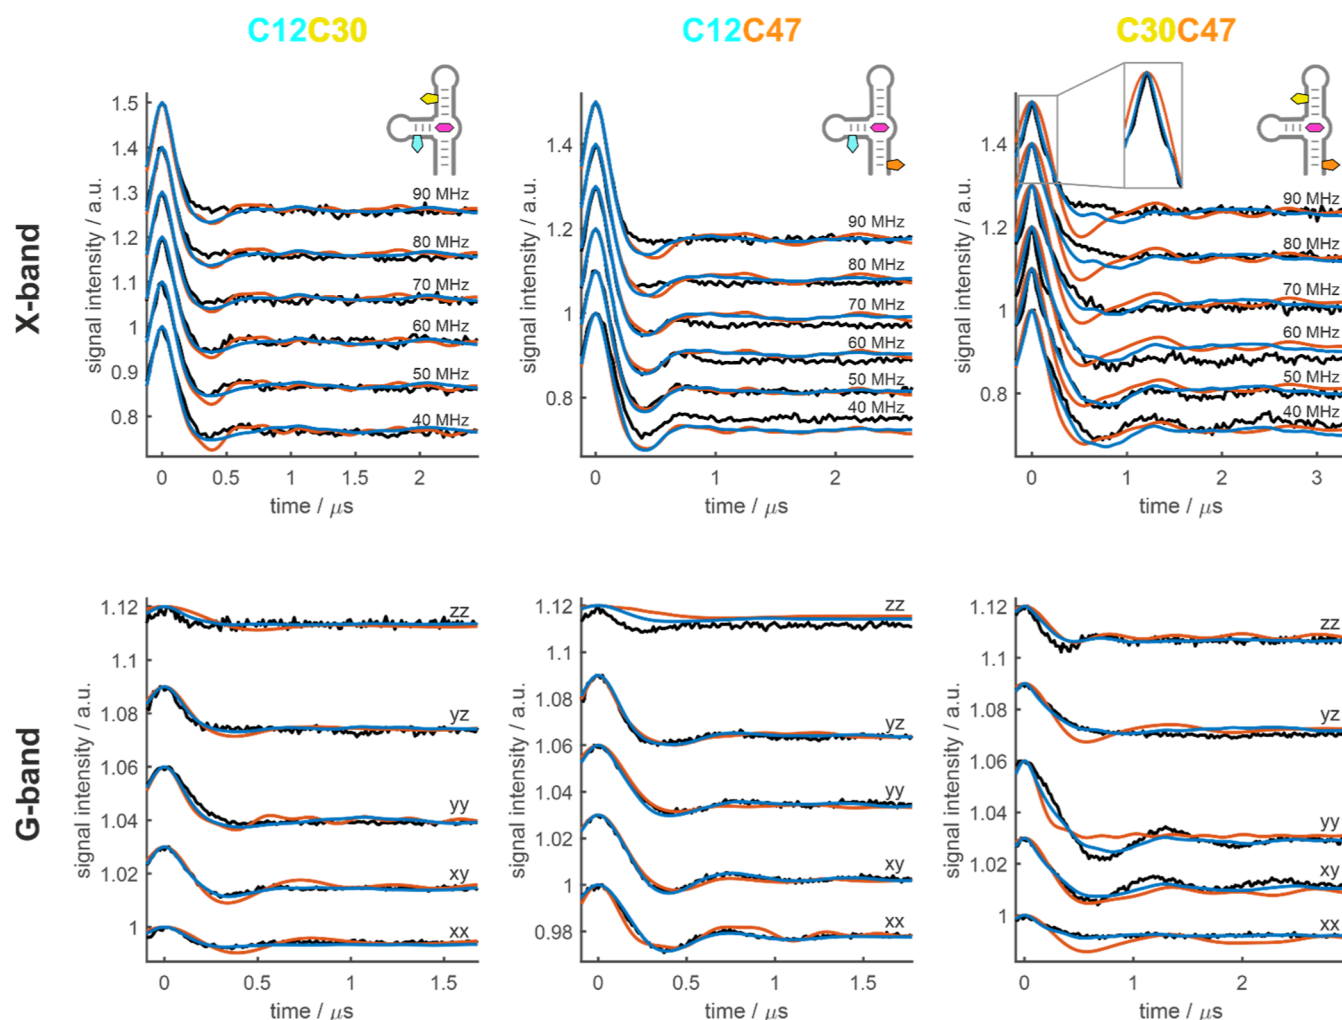 C12C30
C12C47
C30C47
X-band
signal intensity / a.u.
1.5
1.4
1.3
1.2
1.1
1
0.9
0.8
90 MHz
80 MHz
70 MHz
60 MHz
50 MHz
40 MHz
0
0.5
1
1.5
2
time / μs
signal intensity / a.u.
1.2
1
0.8
90 MHz
80 MHz
70 MHz
60 MHz
50 MHz
40 MHz
0
1
2
time / μs
signal intensity / a.u.
1.4
1.2
1
0.8
90 MHz
80 MHz
70 MHz
60 MHz
50 MHz
40 MHz
0
1
2
3
time / μs
G-band
signal intensity / a.u.
1.12
1.1
1.08
1.06
1.04
1.02
1
zz
yz
yy
xy
xx
0
0.5
1
1.5
time / μs
signal intensity / a.u.
1.12
1.1
1.08
1.06
1.04
1.02
1
0.98
zz
yz
yy
xy
xx
0
0.5
1
1.5
time / μs
signal intensity / a.u.
1.12
1.1
1.08
1.06
1.04
1.02
1
zz
yz
yy
xy
xx
0
1
2
time / μs